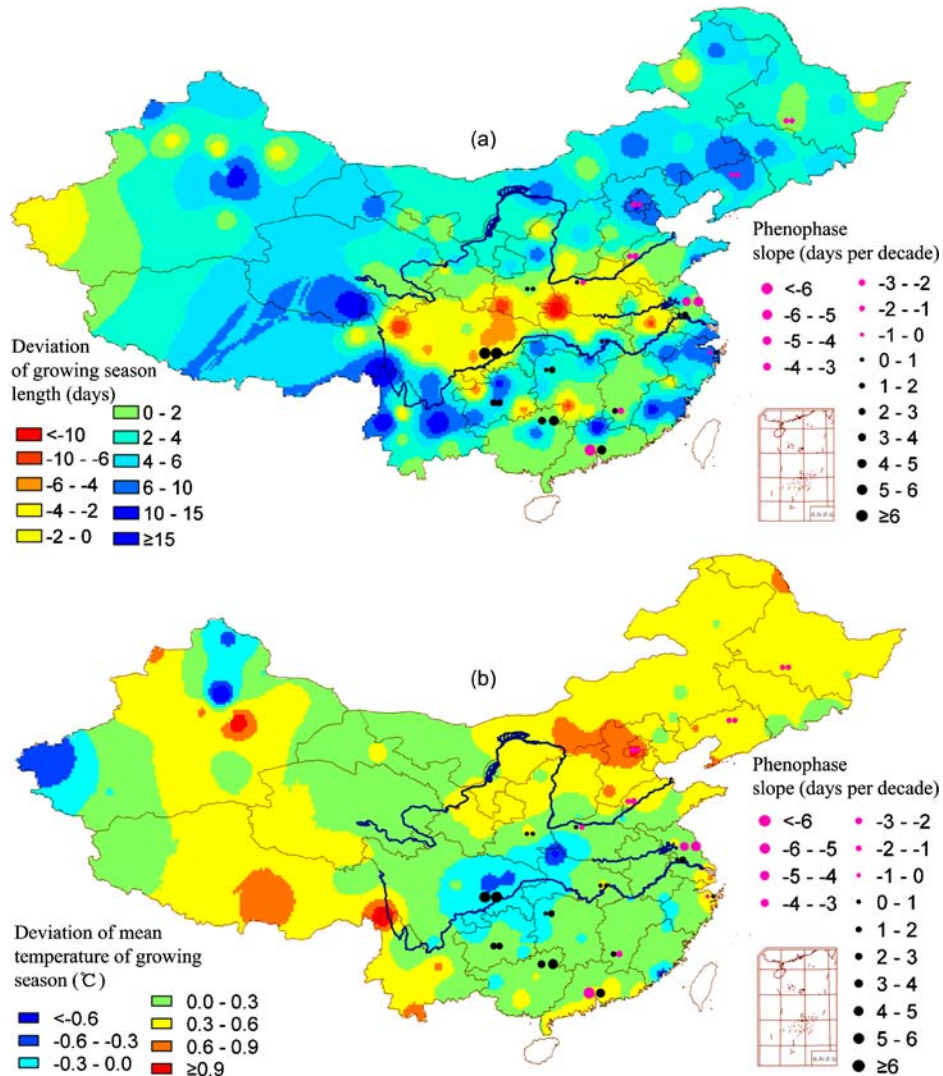 (a)
Phenophase
slope (days per decade)
<-6
-6 - -5
-5 - -4
-4 - -3
-3 - -2
-2 - -1
-1 - 0
0 - 1
1 - 2
2 - 3
3 - 4
4 - 5
5 - 6
≥6
Deviation
of growing season
length (days)
<-10
-10 - -6
-6 - -4
-4 - -2
-2 - 0
0 - 2
2 - 4
4 - 6
6 - 10
10 - 15
≥15
(b)
Phenophase
slope (days per decade)
<-6
-6 - -5
-5 - -4
-4 - -3
-3 - -2
-2 - -1
-1 - 0
0 - 1
1 - 2
2 - 3
3 - 4
4 - 5
5 - 6
≥6
Deviation of mean
temperature of growing
season (℃)
<-0.6
-0.6 - -0.3
-0.3 - 0.0
0.0 - 0.3
0.3 - 0.6
0.6 - 0.9
≥0.9